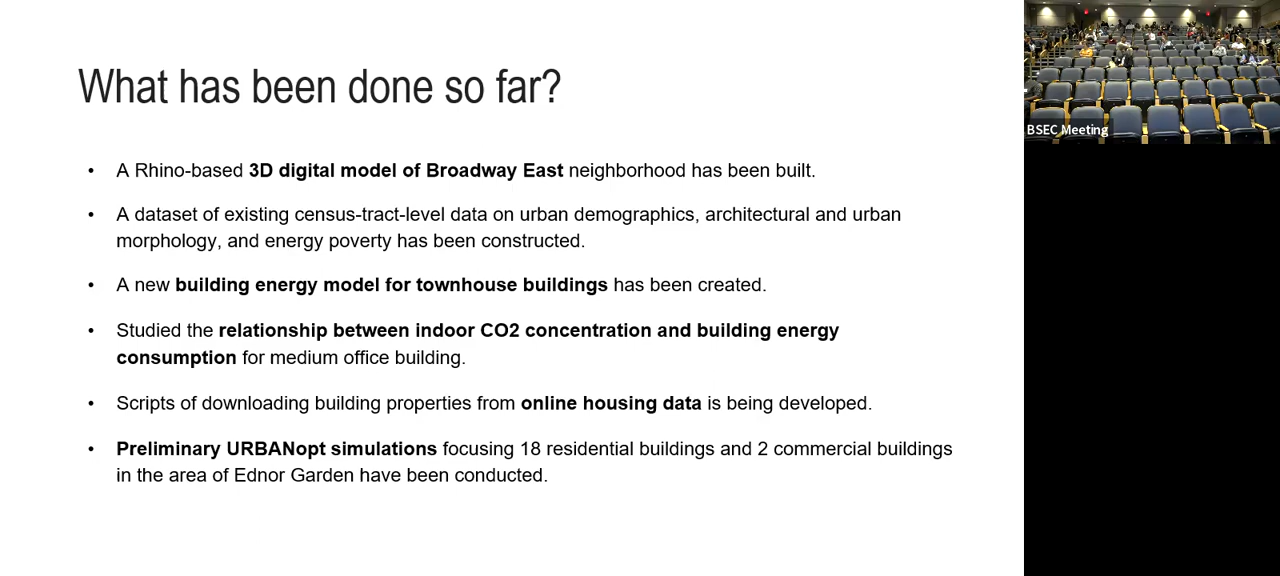 What has been done so far?
BSEC Meeting
• A Rhino-based 3D digital model of Broadway East neighborhood has been built.
• A dataset of existing census-tract-level data on urban demographics, architectural and urban
morphology, and energy poverty has been constructed.
• A new building energy model for townhouse buildings has been created.
• Studied the relationship between indoor CO2 concentration and building energy
consumption for medium office building.
• Scripts of downloading building properties from online housing data is being developed.
• Preliminary URBANopt simulations focusing 18 residential buildings and 2 commercial buildings
in the area of Ednor Garden have been conducted.